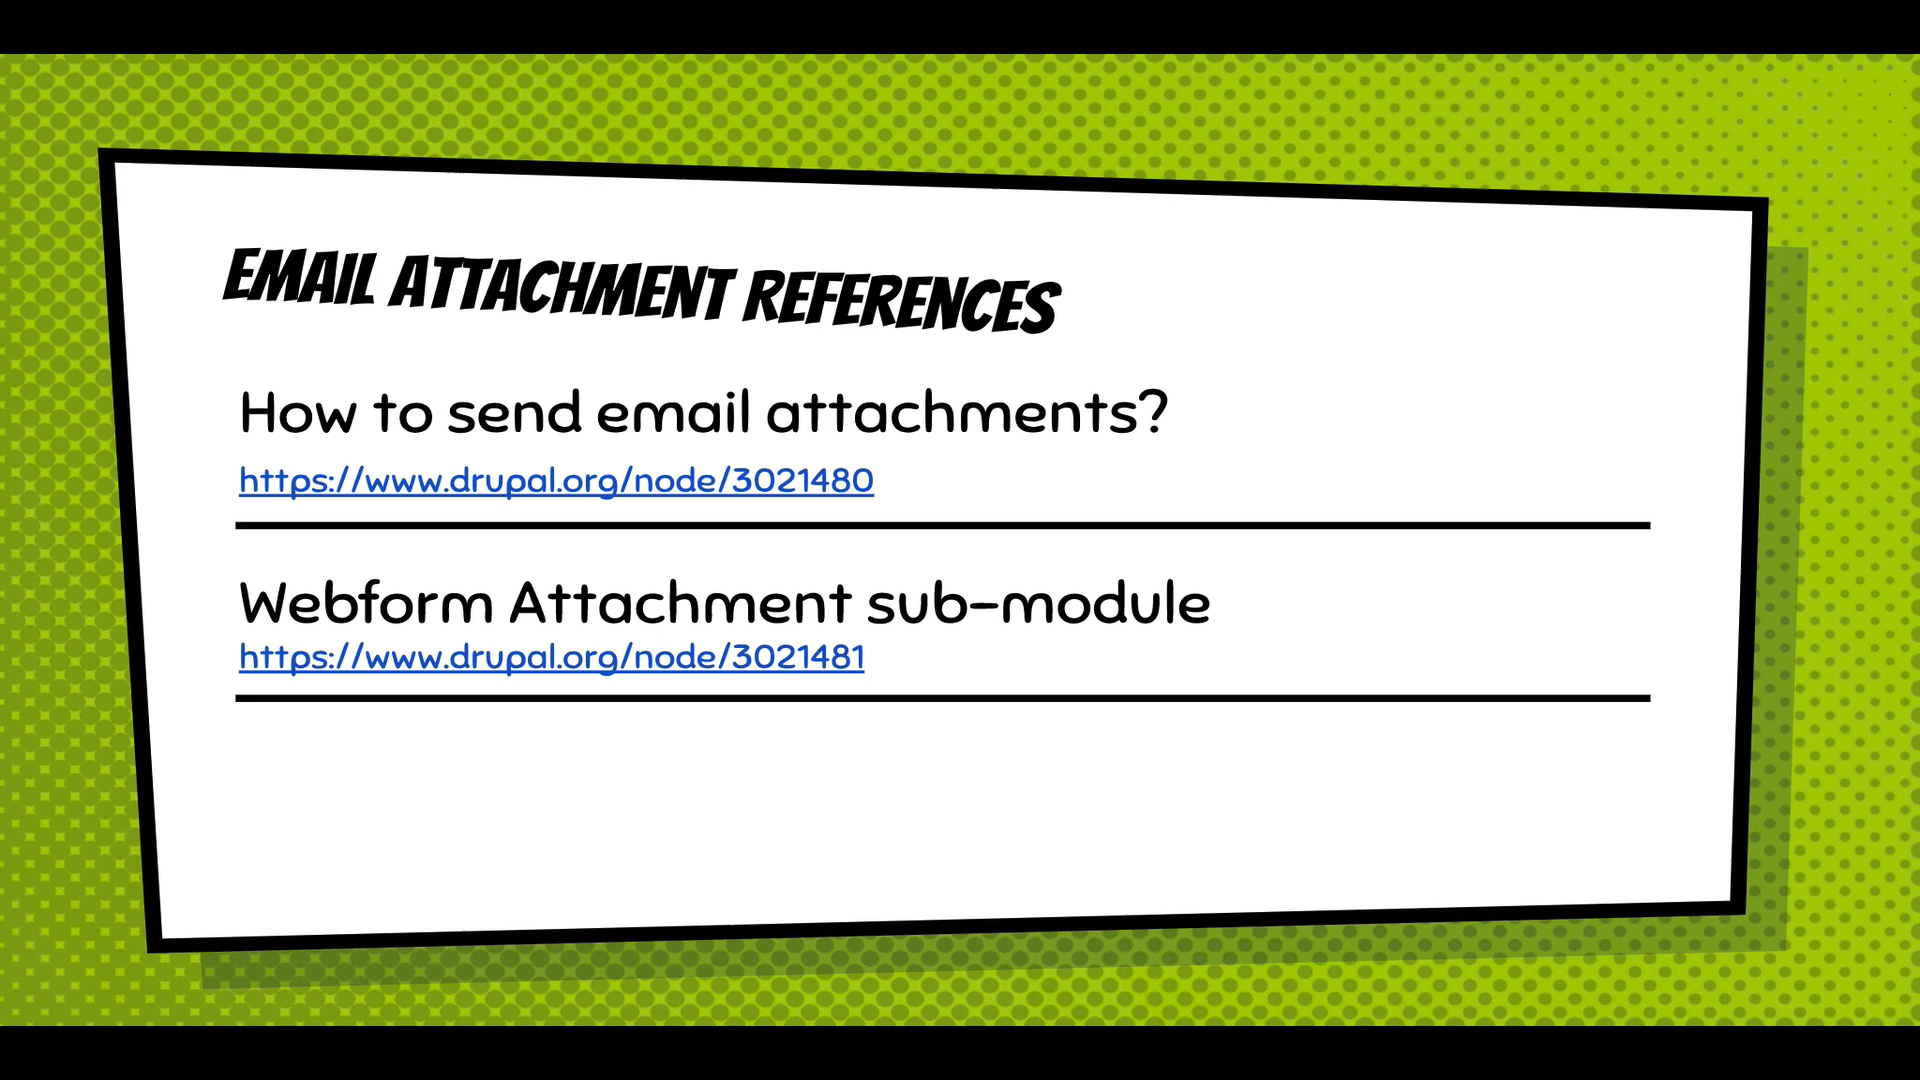 EMAIL ATTACHMENT REFERENCES
How to send email attachments?
https://www.drupal.org/node/3021480
Webform Attachment sub-module
https://www.drupal.org/node/3021481